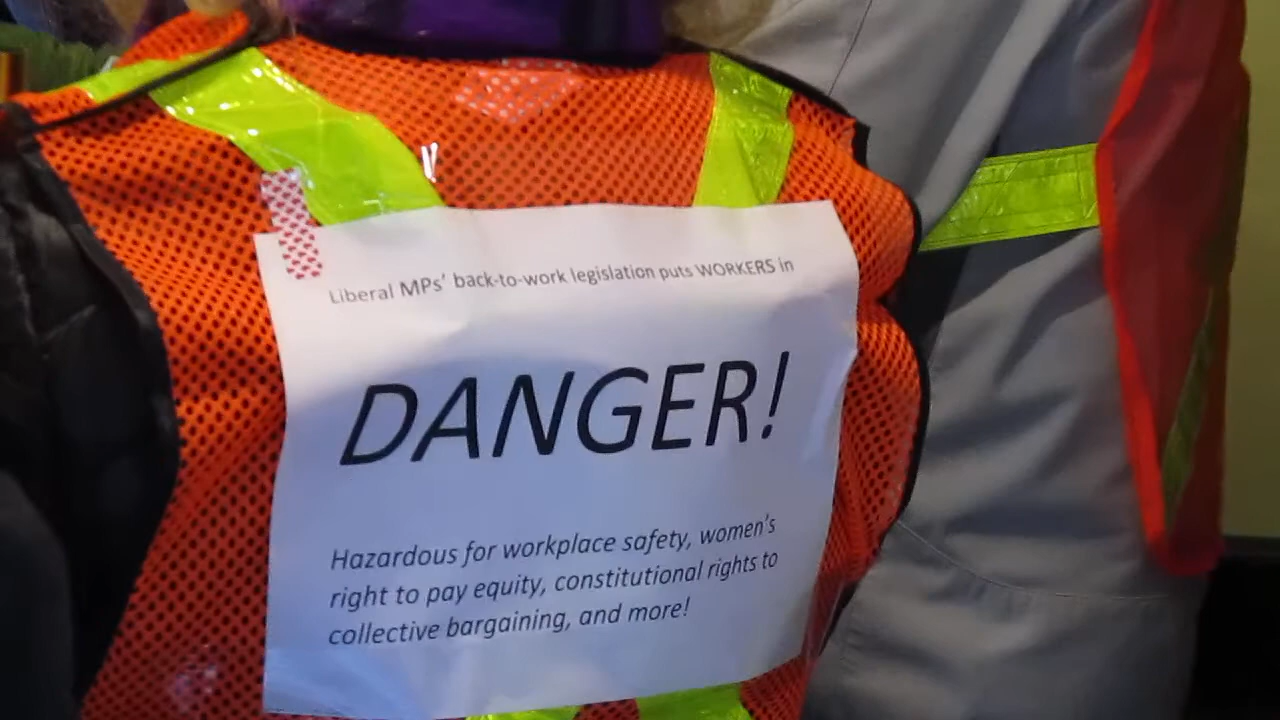 Liberal MPs' back-to-work legislation puts WORKERS in
DANGER!
Hazardous for workplace safety, women's
right to pay equity, constitutional rights to
collective bargaining, and more!